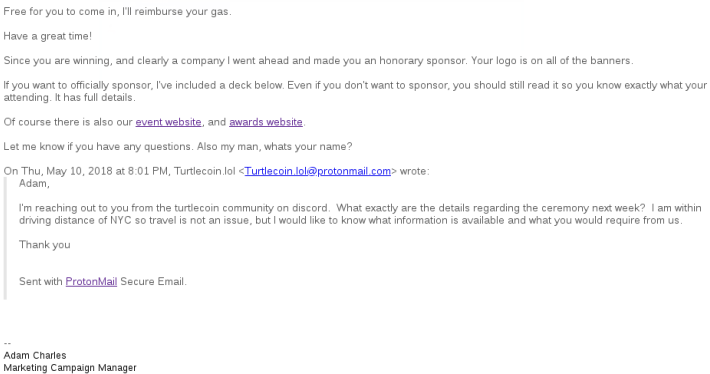 Free for you to come in, I'll reimburse your gas.
Have a great time!
Since you are winning, and clearly a company I went ahead and made you an honorary sponsor. Your logo is on all of the banners.
If you want to officially sponsor, I've included a deck below. Even if you don't want to sponsor, you should still read it so you know exactly what your
attending. It has full details.
Of course there is also our event website, and awards website.
Let me know if you have any questions. Also my man, whats your name?
On Thu, May 10, 2018 at 8:01 PM, Turtlecoin.lol <Turtlecoin.lol@protonmail.com> wrote:
Adam,
I'm reaching out to you from the turtlecoin community on discord.  What exactly are the details regarding the ceremony next week?  I am within
driving distance of NYC so travel is not an issue, but I would like to know what information is available and what you would require from us.
Thank you
Sent with ProtonMail Secure Email.
--
Adam Charles
Marketing Campaign Manager